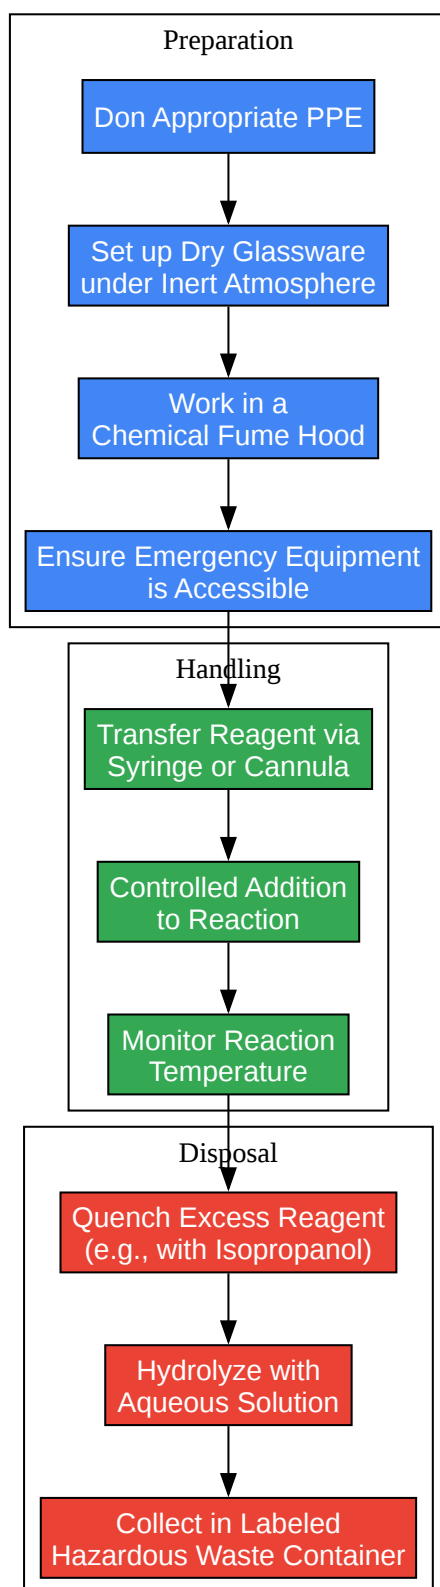 Preparation
Don Appropriate PPE
Set up Dry Glassware
under Inert Atmosphere
Work in a
Chemical Fume Hood
Ensure Emergency Equipment
is Accessible
Handling
Transfer Reagent via
Syringe or Cannula
Controlled Addition
to Reaction
Monitor Reaction
Temperature
Disposal
Quench Excess Reagent
(e.g., with Isopropanol)
Hydrolyze with
Aqueous Solution
Collect in Labeled
Hazardous Waste Container